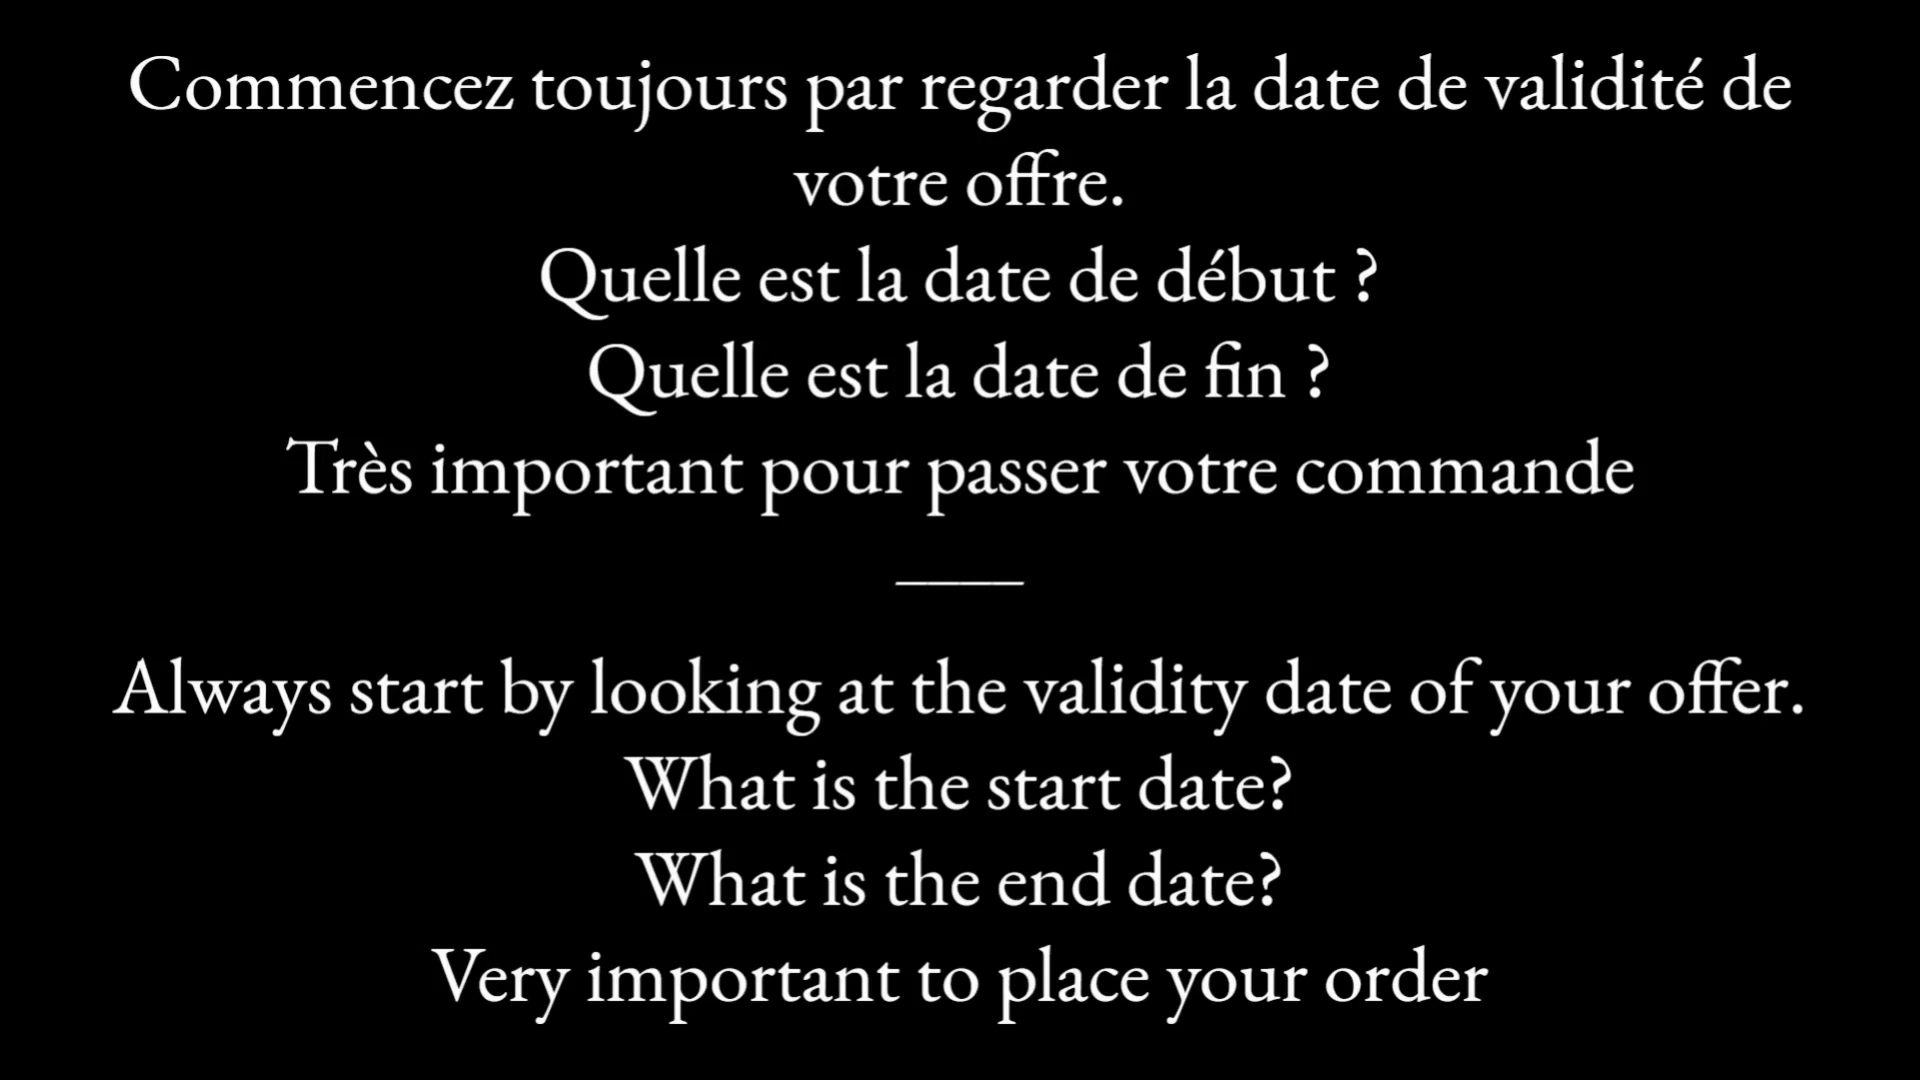 Commencez toujours par regarder la date de validité de
votre offre.
Quelle est la date de début ?
Quelle est la date de fin ?
Très important pour passer votre commande
____
Always start by looking at the validity date of your offer.
What is the start date?
What is the end date?
Very important to place your order